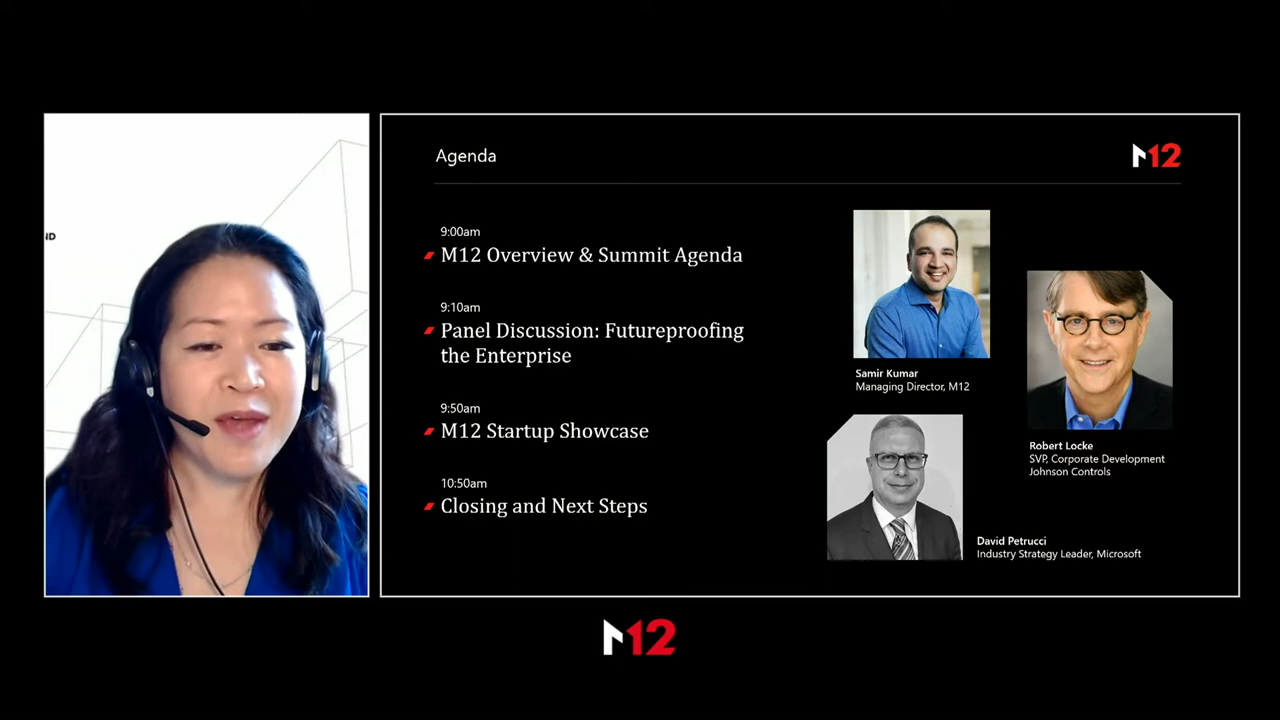 ND
Agenda
M12
9:00am
M12 Overview & Summit Agenda
9:10am
Panel Discussion: Futureproofing
the Enterprise
9:50am
M12 Startup Showcase
10:50am
Closing and Next Steps
Samir Kumar
Managing Director, M12
Robert Locke
SVP, Corporate Development
Johnson Controls
David Petrucci
Industry Strategy Leader, Microsoft
M12